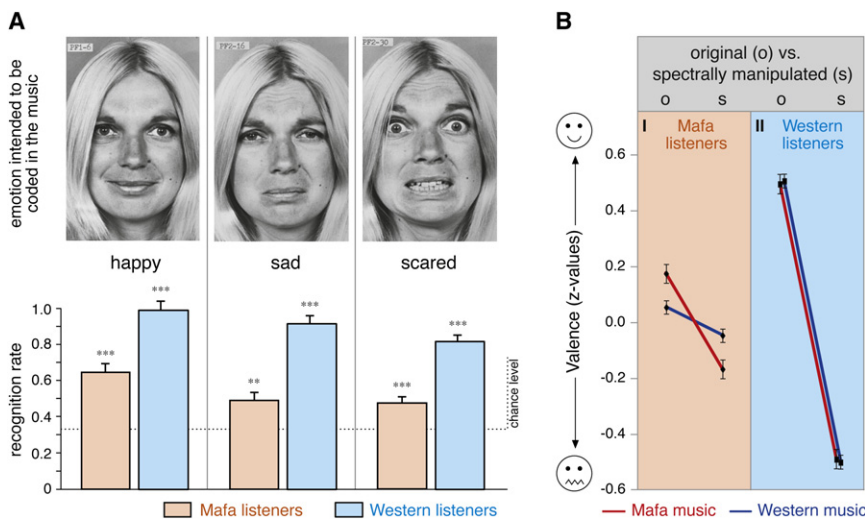 A
emotion intended to be
coded in the music
FF1-6
FF2-16
FF2-30
happy
sad
scared
recognition rate
1.0
0.8
0.6
0.4
0.2
0
***
***
**
***
***
***
chance level
Mafa listeners
Western listeners
B
original (o) vs.
spectrally manipulated (s)
o
s
o
s
I
Mafa
listeners
II
Western
listeners
Valence (z-values)
0.6
0.4
0.2
0.0
-0.2
-0.4
-0.6
Mafa music
Western music